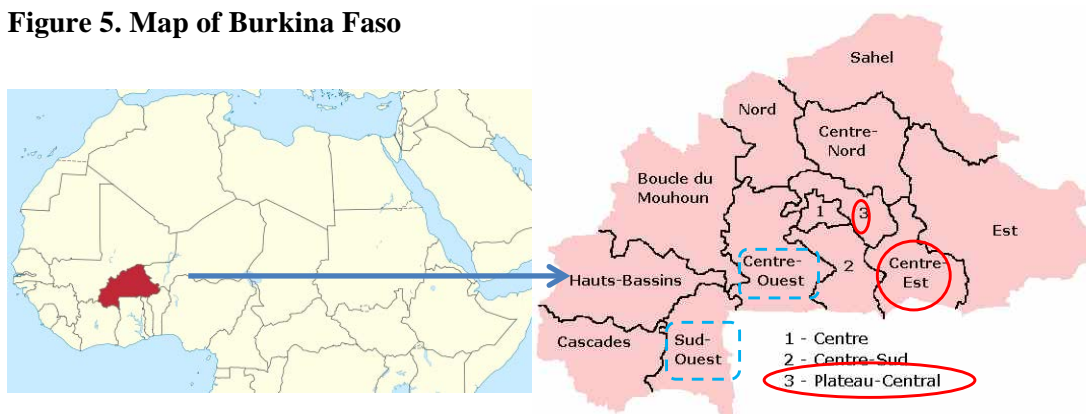 Figure 5. Map of Burkina Faso
Sahel
Nord
Centre-
Nord
Boucle du
Mouhoun
1
3
Est
Centre-
Ouest
2
Centre-
Est
Hauts-Bassins
Cascades
Sud-
Ouest
1 - Centre
2 - Centre-Sud
3 - Plateau-Central